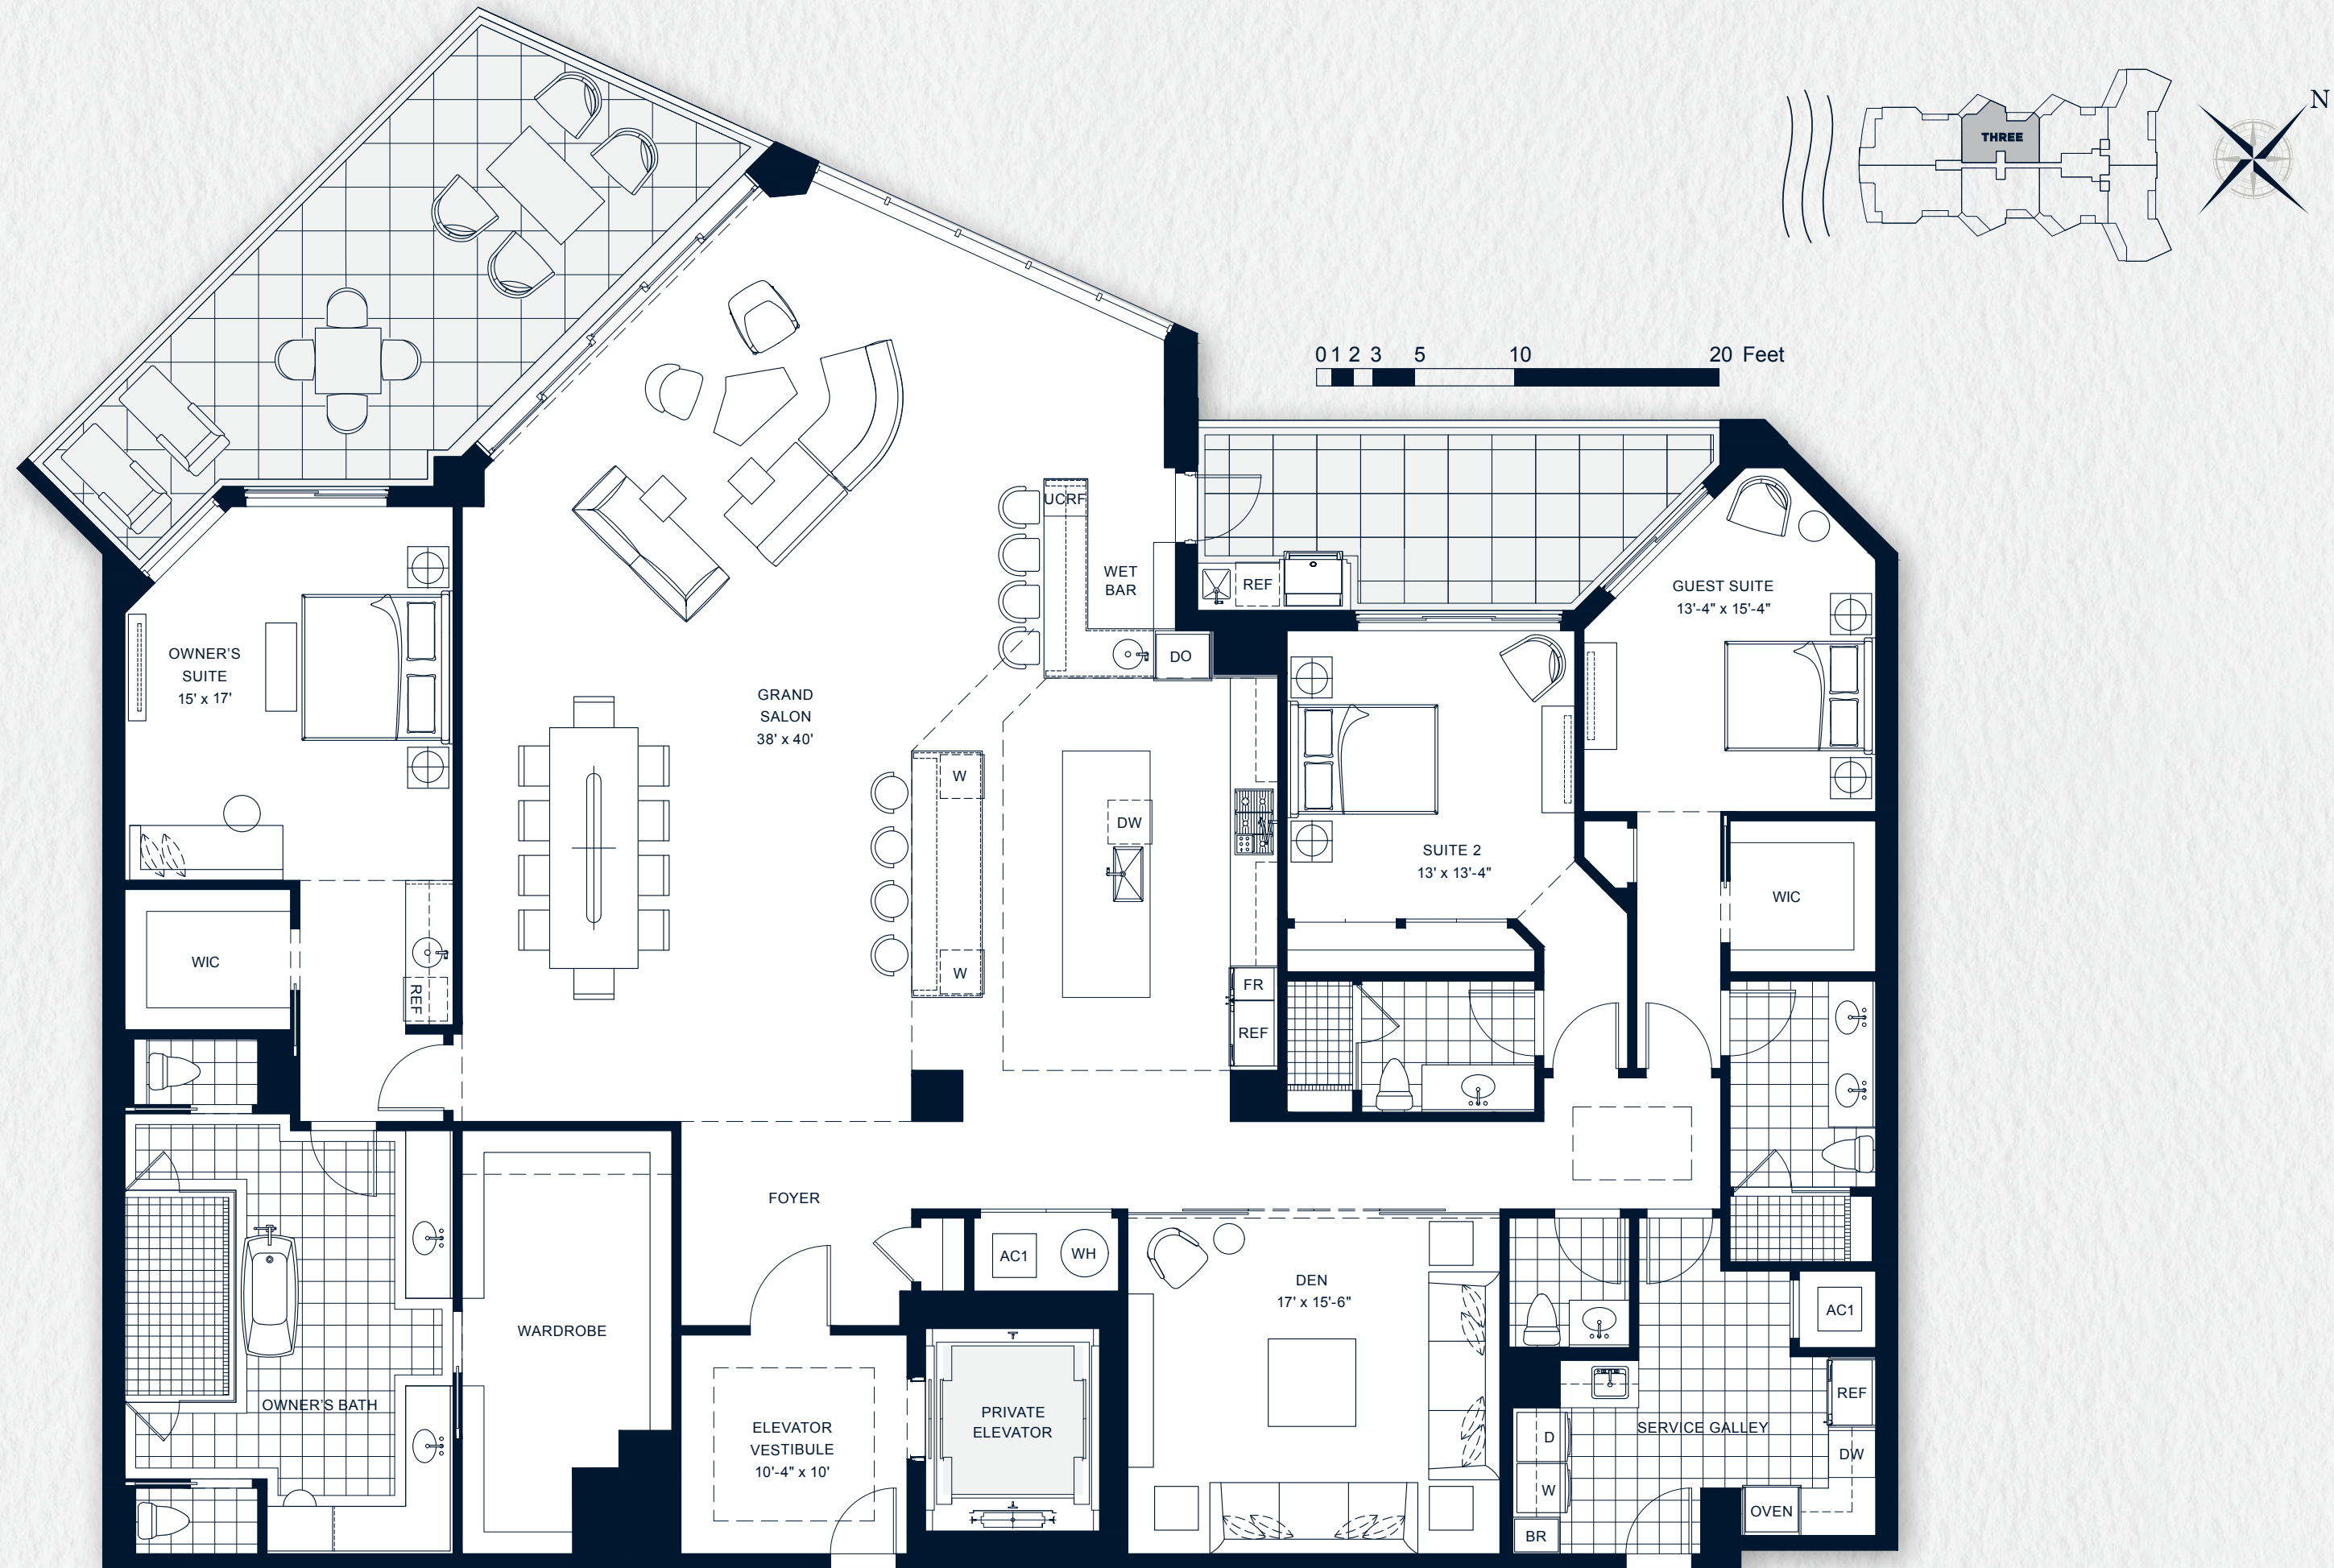 N
THREE
0 1 2 3 5 10 20 Feet
UCRF
WET
BAR
REF
GUEST SUITE
13'-4" x 15'-4"
OWNER'S
SUITE
15' x 17'
DO
GRAND
SALON
38' x 40'
W
DW
SUITE 2
13' x 13'-4"
WIC
WIC
W
REF
FR
REF
FOYER
AC1
WH
DEN
17' x 15'-6"
AC1
WARDROBE
OWNER'S BATH
PRIVATE
ELEVATOR
ELEVATOR
VESTIBULE
10'-4" x 10'
REF
SERVICE GALLEY
D
DW
W
OVEN
BR